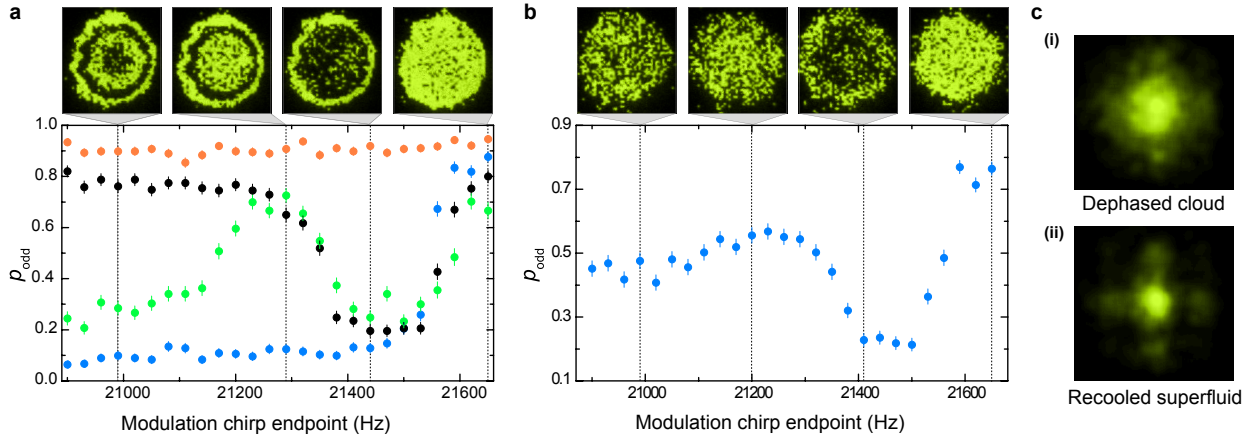 a
b
c
(i)
Dephased cloud
(ii)
Recooled superfluid
1.0
0.8
0.6
0.4
0.2
0.0
p_odd
21000
21200
21400
21600
Modulation chirp endpoint (Hz)
0.9
0.7
0.5
0.3
0.1
p_odd
21000
21200
21400
21600
Modulation chirp endpoint (Hz)